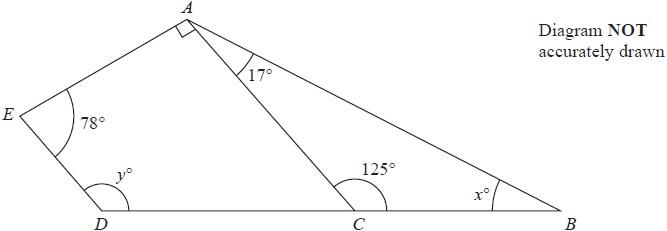 A
Diagram NOT
accurately drawn
17°
E
78°
y°
125°
x°
D
C
B